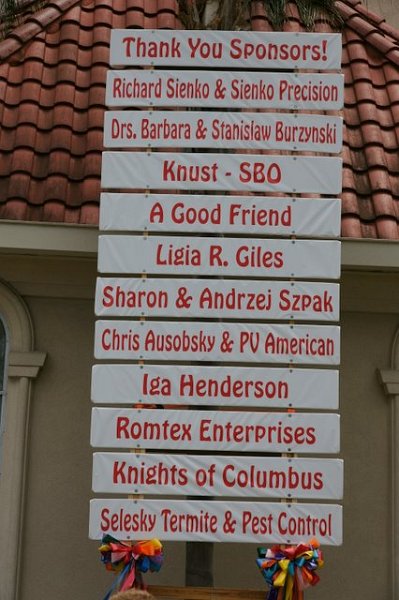 Thank You Sponsors!
Richard Sienko & Sienko Precision
Drs. Barbara & Stanislaw Burzynski
Knust - SBO
A Good Friend
Ligia R. Giles
Sharon & Andrzej Szpak
Chris Ausobsky & PV American
Iga Henderson
Romtex Enterprises
Knights of Columbus
Selesky Termite & Pest Control